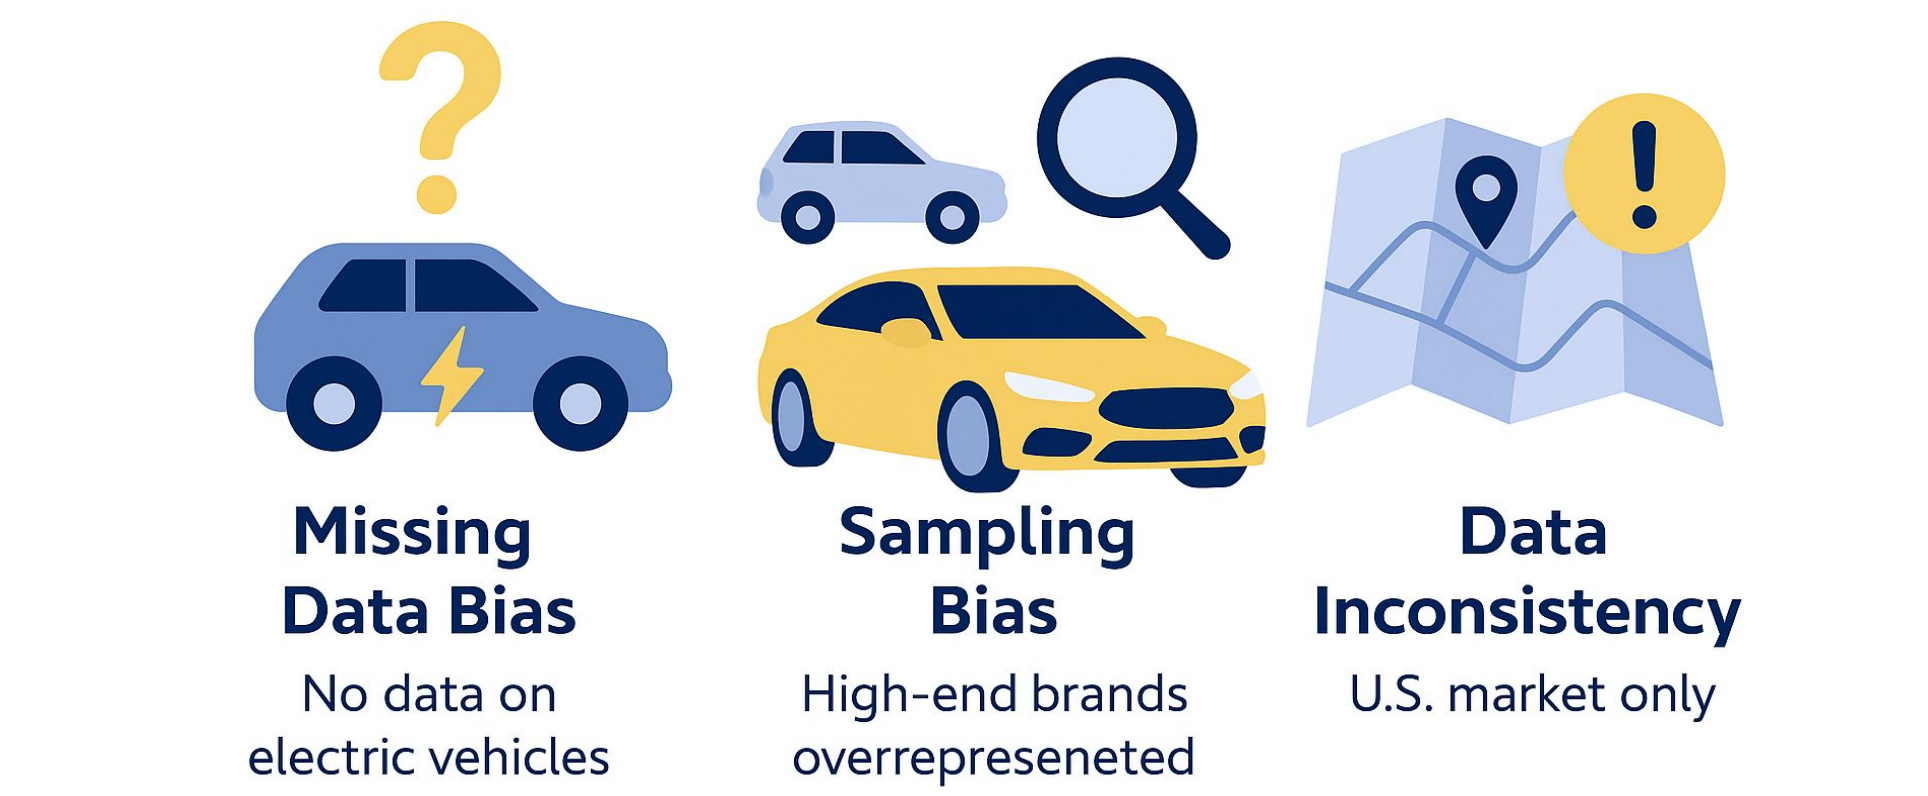 Missing
Data Bias
No data on
electric vehicles
Sampling
Bias
High-end brands
overrepreseneted
Data
Inconsistency
U.S. market only